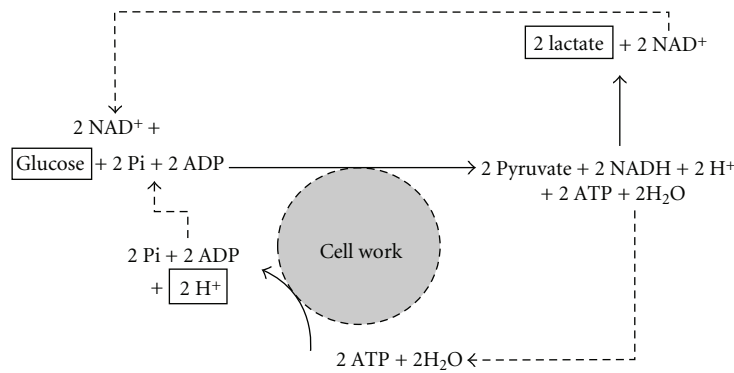 2 lactate + 2 NAD⁺
2 NAD⁺ +
Glucose + 2 Pi + 2 ADP
2 Pyruvate + 2 NADH + 2 H⁺
+ 2 ATP + 2H₂O
Cell work
2 Pi + 2 ADP
+ 2 H⁺
2 ATP + 2H₂O